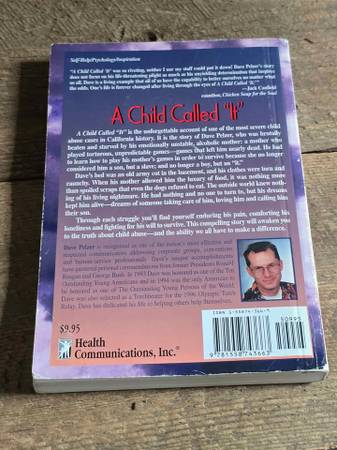 Self-Help/Psychology/Inspiration
"A Child Called 'It' was so riveting, neither I nor my staff could put it down! Dave Pelzer's story
does not focus on his life-threatening plight as much as his unyielding determination that inspires
us all. Dave is a living example that all of us have the capability to better ourselves no matter what
the odds. One's life is forever changed after living through the eyes of A Child Called 'It.'"
—Jack Canfield
coauthor, Chicken Soup for the Soul
A Child Called "It"
A Child Called "It" is the unforgettable account of one of the most severe child
abuse cases in California history. It is the story of Dave Pelzer, who was brutally
beaten and starved by his emotionally unstable, alcoholic mother: a mother who
played torturous, unpredictable games—games that left him nearly dead. He had
to learn how to play his mother's games in order to survive because she no longer
considered him a son, but a slave; and no longer a boy, but an "it."
Dave's bed was an old army cot in the basement, and his clothes were torn and
raunchy. When his mother allowed him the luxury of food, it was nothing more
than spoiled scraps that even the dogs refused to eat. The outside world knew noth-
ing of his living nightmare. He had nothing and no one to turn to, but his dreams
kept him alive—dreams of someone taking care of him, loving him and calling him
their son.
Through each struggle you'll find yourself enduring his pain, comforting his
loneliness and fighting for his will to survive. This compelling story will awaken you
to the truth about child abuse—and the ability we all have to make a difference.
Dave Pelzer is recognized as one of the nation's most effective and
respected communicators addressing corporate groups, conventions
and human-service professionals. Dave's unique accomplishments
have garnered personal commendations from former Presidents Ronald
Reagan and George Bush. In 1993 Dave was honored as one of the Ten
Outstanding Young Americans and in 1994 was the only American to
be honored as one of The Outstanding Young Persons of the World.
Dave was also selected as a Torchbearer for the 1996 Olympic Torch
Relay. Dave has dedicated his life to helping others help themselves.
$9.95
Health
Communications, Inc.®
ISBN 1-55874-366-9
50995
9 781558 743663